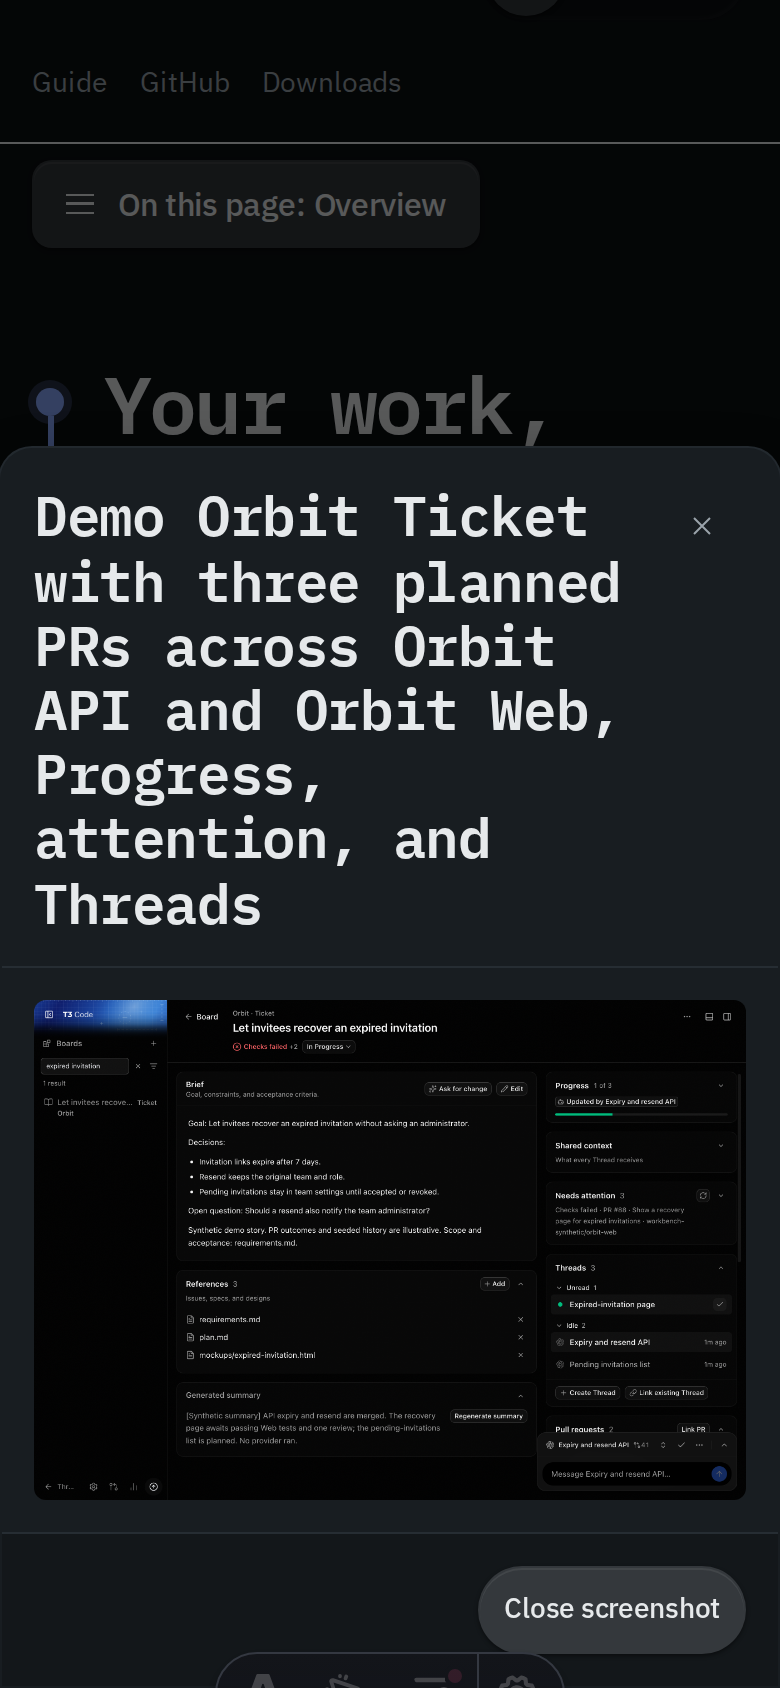 Guide GitHub Downloads
On this page: Overview
Your work,
Demo Orbit Ticket
with three planned
PRs across Orbit
API and Orbit Web,
Progress,
attention, and
Threads
T3 Code
Boards
expired invitation
1 result
Let invitees recove... Ticket
Orbit
Thr...
Board
Orbit · Ticket
Let invitees recover an expired invitation
Checks failed +2 In Progress
Brief
Goal, constraints, and acceptance criteria.
Ask for change Edit
Goal: Let invitees recover an expired invitation without asking an administrator.
Decisions:
• Invitation links expire after 7 days.
• Resend keeps the original team and role.
• Pending invitations stay in team settings until accepted or revoked.
Open question: Should a resend also notify the team administrator?
Synthetic demo story. PR outcomes and seeded history are illustrative. Scope and
acceptance: requirements.md.
References 3
+ Add
Issues, specs, and designs
requirements.md
plan.md
mockups/expired-invitation.html
Generated summary
[Synthetic summary] API expiry and resend are merged. The recovery
page awaits passing Web tests and one review; the pending-invitations
list is planned. No provider ran.
Regenerate summary
Progress 1 of 3
Updated by Expiry and resend API
Shared context
What every Thread receives
Needs attention 3
Checks failed · PR #88 · Show a recovery
page for expired invitations · workbench-
synthetic/orbit-web
Threads 3
Unread 1
Expired-invitation page
Idle 2
Expiry and resend API 1m ago
Pending invitations list 1m ago
+ Create Thread Link existing Thread
Pull requests 2 Link PR
Expiry and resend API 41
Message Expiry and resend API...
Close screenshot